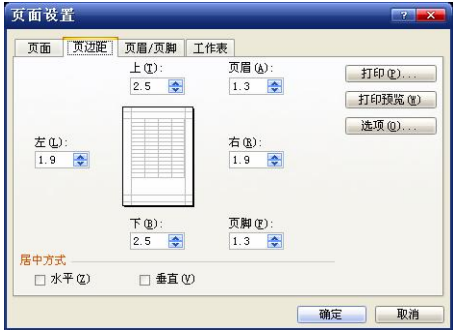 页面设置
页面 页边距 页眉/页脚 工作表
上(T): 页眉(A):
2.5 1.3
打印(P)...
打印预览(W)
选项(O)...
左(L): 右(R):
1.9 1.9
下(B): 页脚(F):
2.5 1.3
居中方式
水平(Z) 垂直(V)
确定 取消